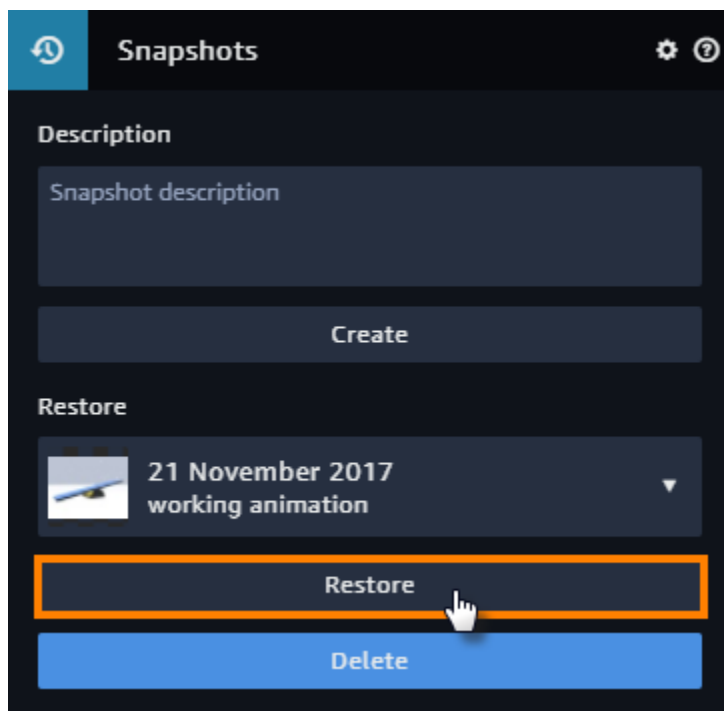 Snapshots
Description
Snapshot description
Create
Restore
21 November 2017
working animation
Restore
Delete